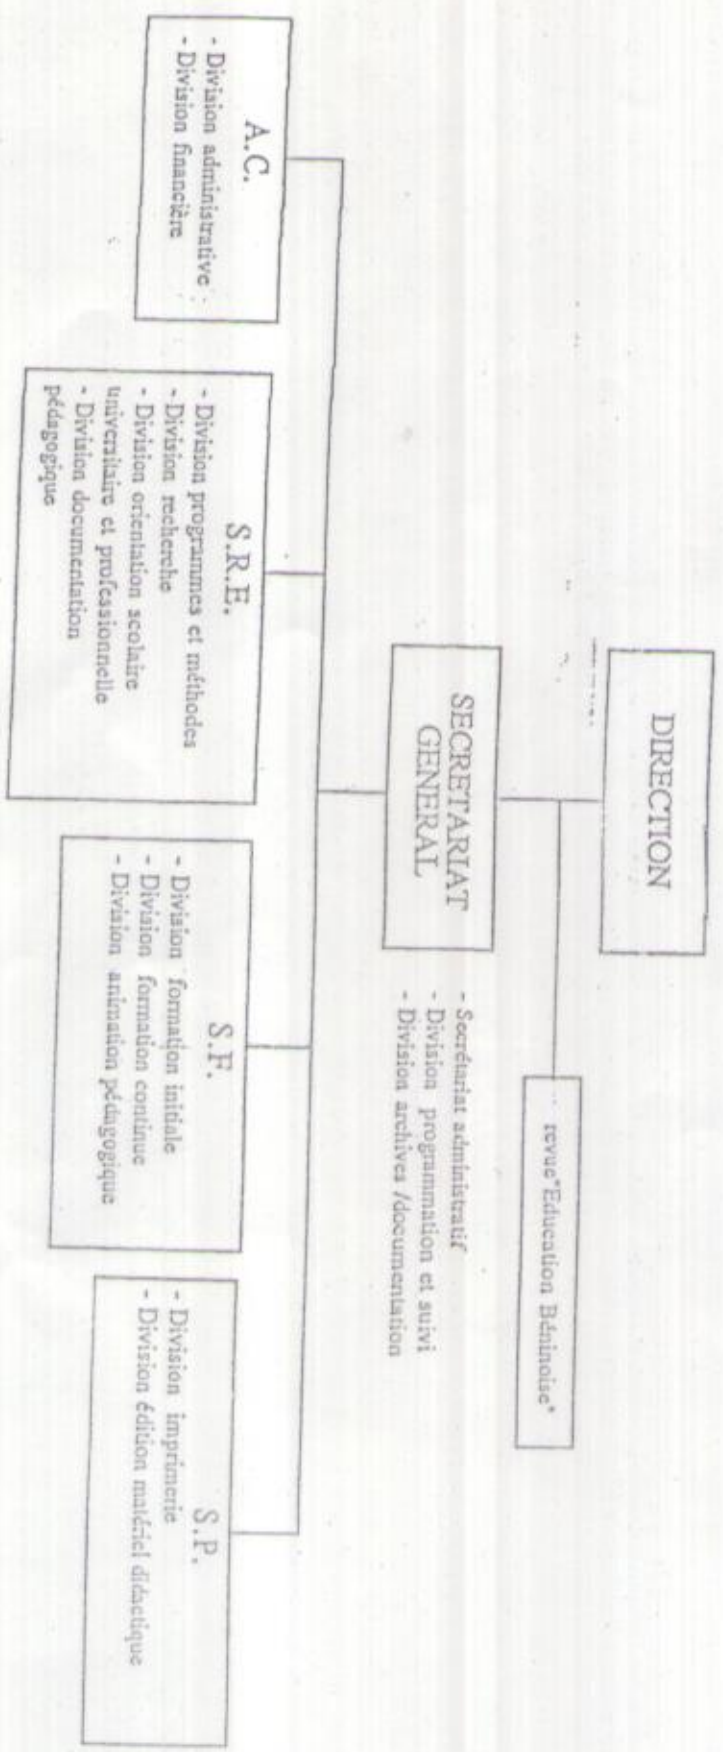 DIRECTION
revue"Education Béninoise"
SECRETARIAT
GENERAL
- Secrétariat administratif
- Division programmation et suivi
- Division archives /documentation
A.C.
- Division administrative
- Division financière
S.R.E.
- Division programmes et méthodes
- Division recherche
- Division orientation scolaire
universitaire et professionnelle
- Division documentation
pédagogique
S.F.
- Division formation initiale
- Division formation continue
- Division animation pédagogique
S.P.
- Division imprimerie
- Division édition matériel didactique